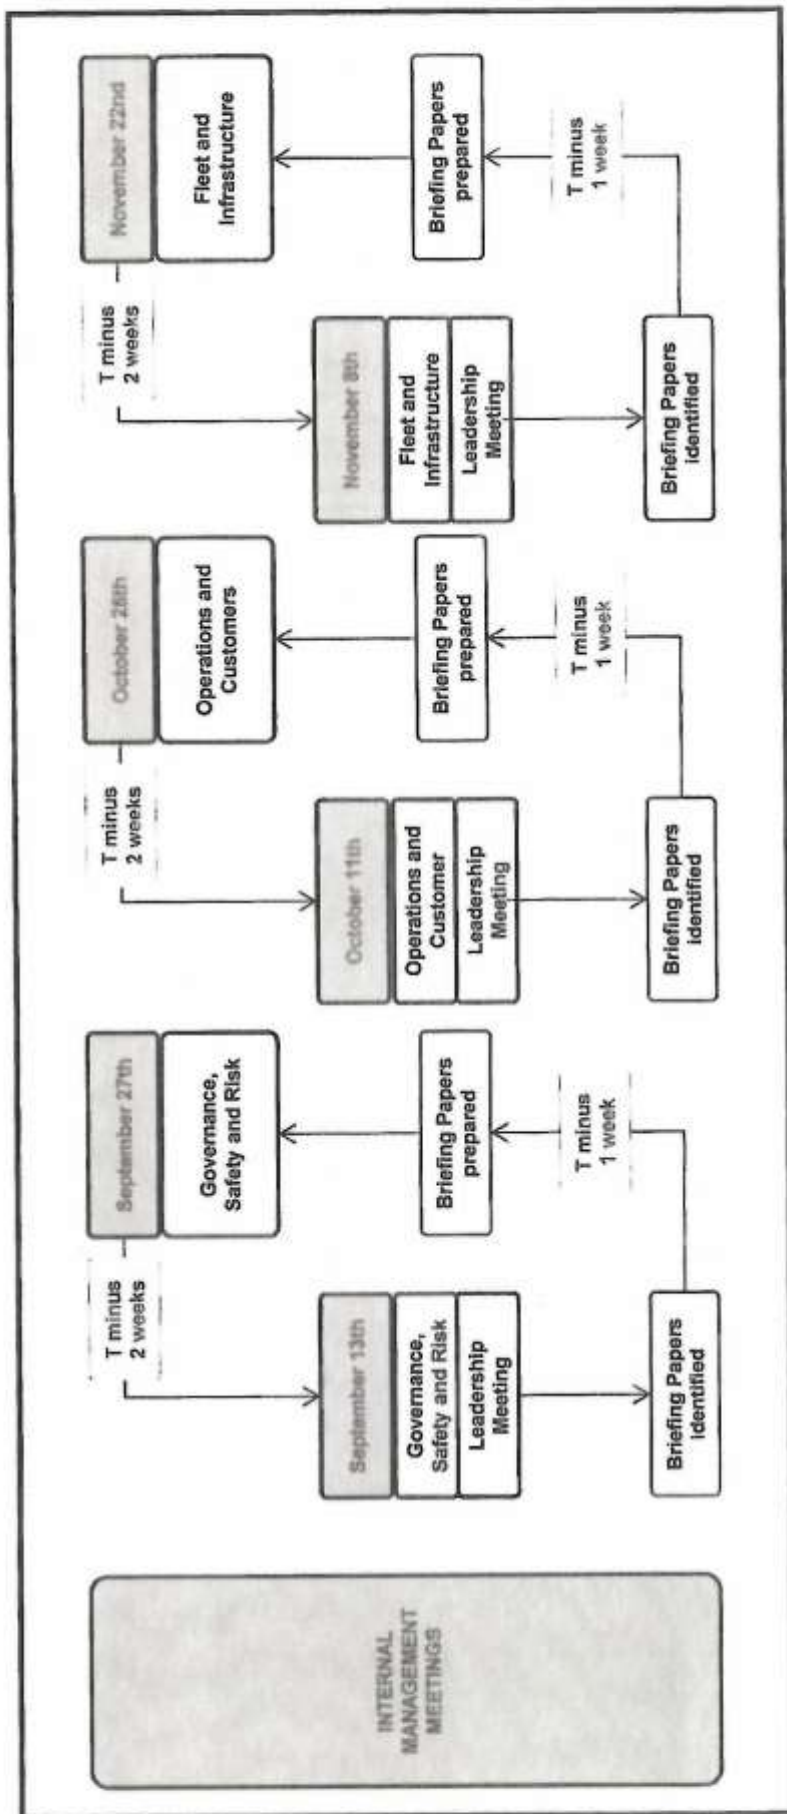 INTERNAL
MANAGEMENT
MEETINGS
September 27th
Governance,
Safety and Risk
T minus
2 weeks
September 13th
Governance,
Safety and Risk
Leadership
Meeting
Briefing Papers
identified
T minus
1 week
Briefing Papers
prepared
October
Operations and
Customers
T minus
2 weeks
October 11th
Operations and
Customer
Leadership
Meeting
Briefing Papers
identified
T minus
1 week
Briefing Papers
prepared
November 22nd
Fleet and
Infrastructure
T minus
2 weeks
November 8th
Fleet and
Infrastructure
Leadership
Meeting
Briefing Papers
identified
T minus
1 week
Briefing Papers
prepared